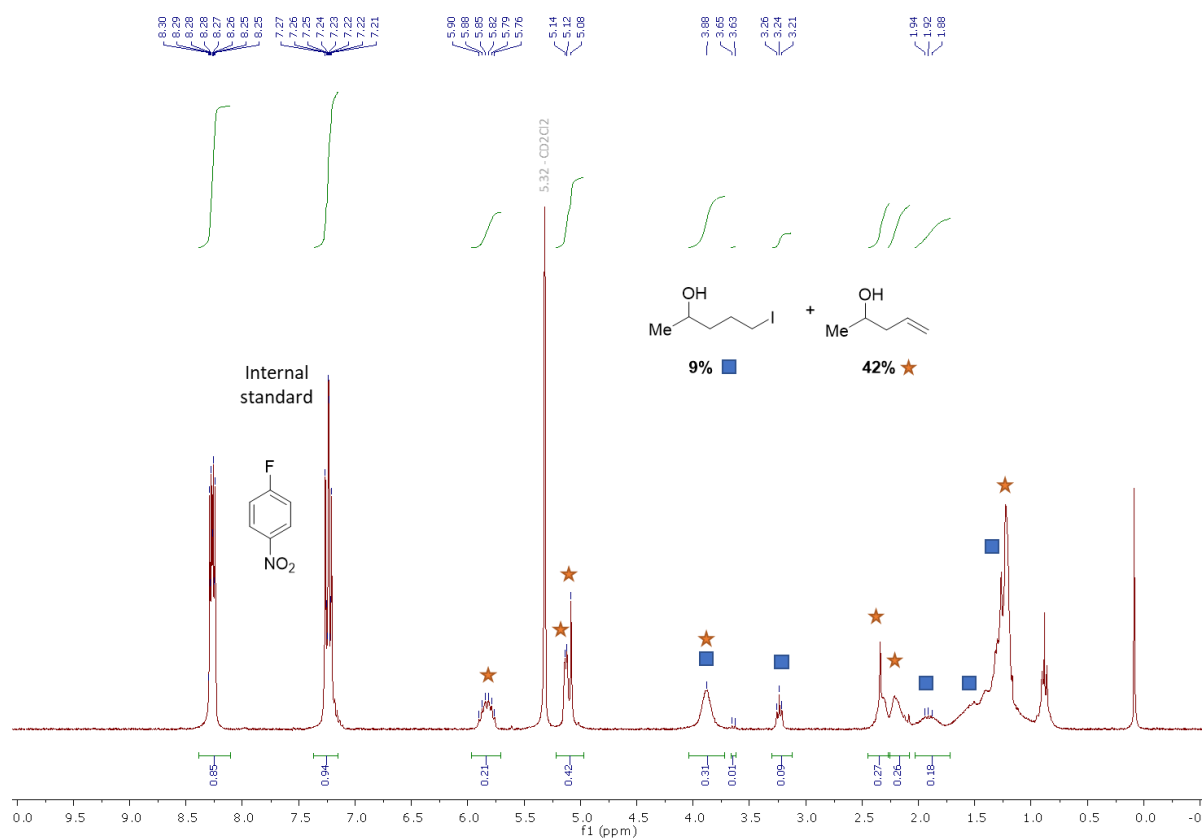 8.30 8.29 8.28 8.28 8.27 8.26 8.25 8.25 7.27 7.26 7.25 7.24 7.23 7.22 7.22 7.21 5.90 5.88 5.85 5.82 5.79 5.76 5.14 5.12 5.08 3.88 3.65 3.63 3.26 3.24 3.21 1.94 1.92 1.88
5.32 - CD2Cl2
OH
Me
I
+
OH
Me
9%
42%
Internal
standard
F
NO2
0.85 0.94 0.21 0.42 0.31 0.01 0.09 0.27 0.26 0.18
0.0 9.5 9.0 8.5 8.0 7.5 7.0 6.5 6.0 5.5 5.0 4.5 4.0 3.5 3.0 2.5 2.0 1.5 1.0 0.5 0.0 -0
f1 (ppm)